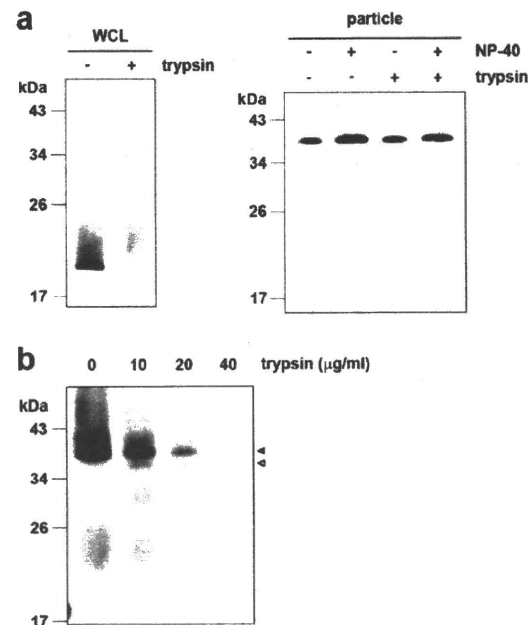 a
WCL
- + trypsin
kDa
43
34
26
17
particle
- + - + NP-40
- - + + trypsin
kDa
43
34
26
17
b
0 10 20 40 trypsin (μg/ml)
kDa
43
34
26
17